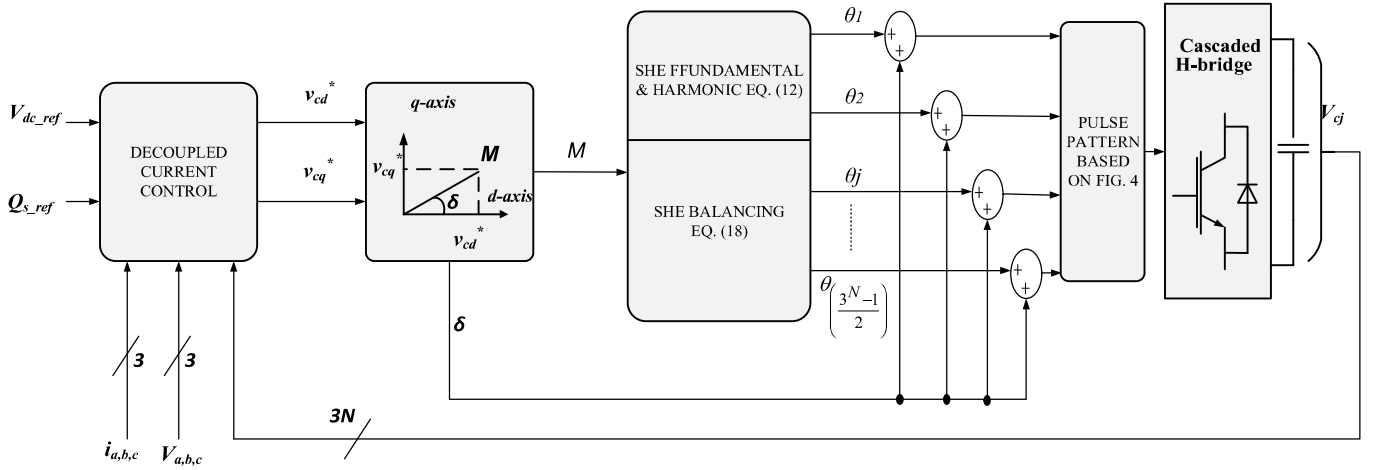 V_dc_ref
Q_s_ref
DECOUPLED
CURRENT
CONTROL
i_a,b,c
V_a,b,c
3
3
3N
v_cd*
v_cq*
q-axis
v_cq*
M
d-axis
δ
v_cd*
δ
M
SHE FFUNDAMENTAL
& HARMONIC EQ. (12)
SHE BALANCING
EQ. (18)
θ1
θ2
θj
θ((3^N−1)/2)
+
+
+
+
+
+
+
+
PULSE
PATTERN
BASED
ON FIG. 4
Cascaded
H-bridge
V_cj